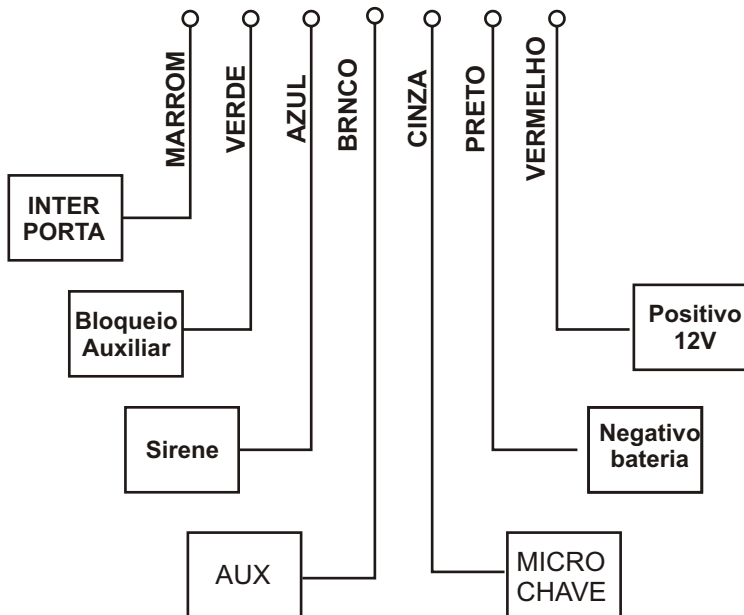 MARROM
VERDE
AZUL
BRNCO
CINZA
PRETO
VERMELHO
INTER
PORTA
Bloqueio
Auxiliar
Positivo
12V
Sirene
Negativo
bateria
AUX
MICRO
CHAVE